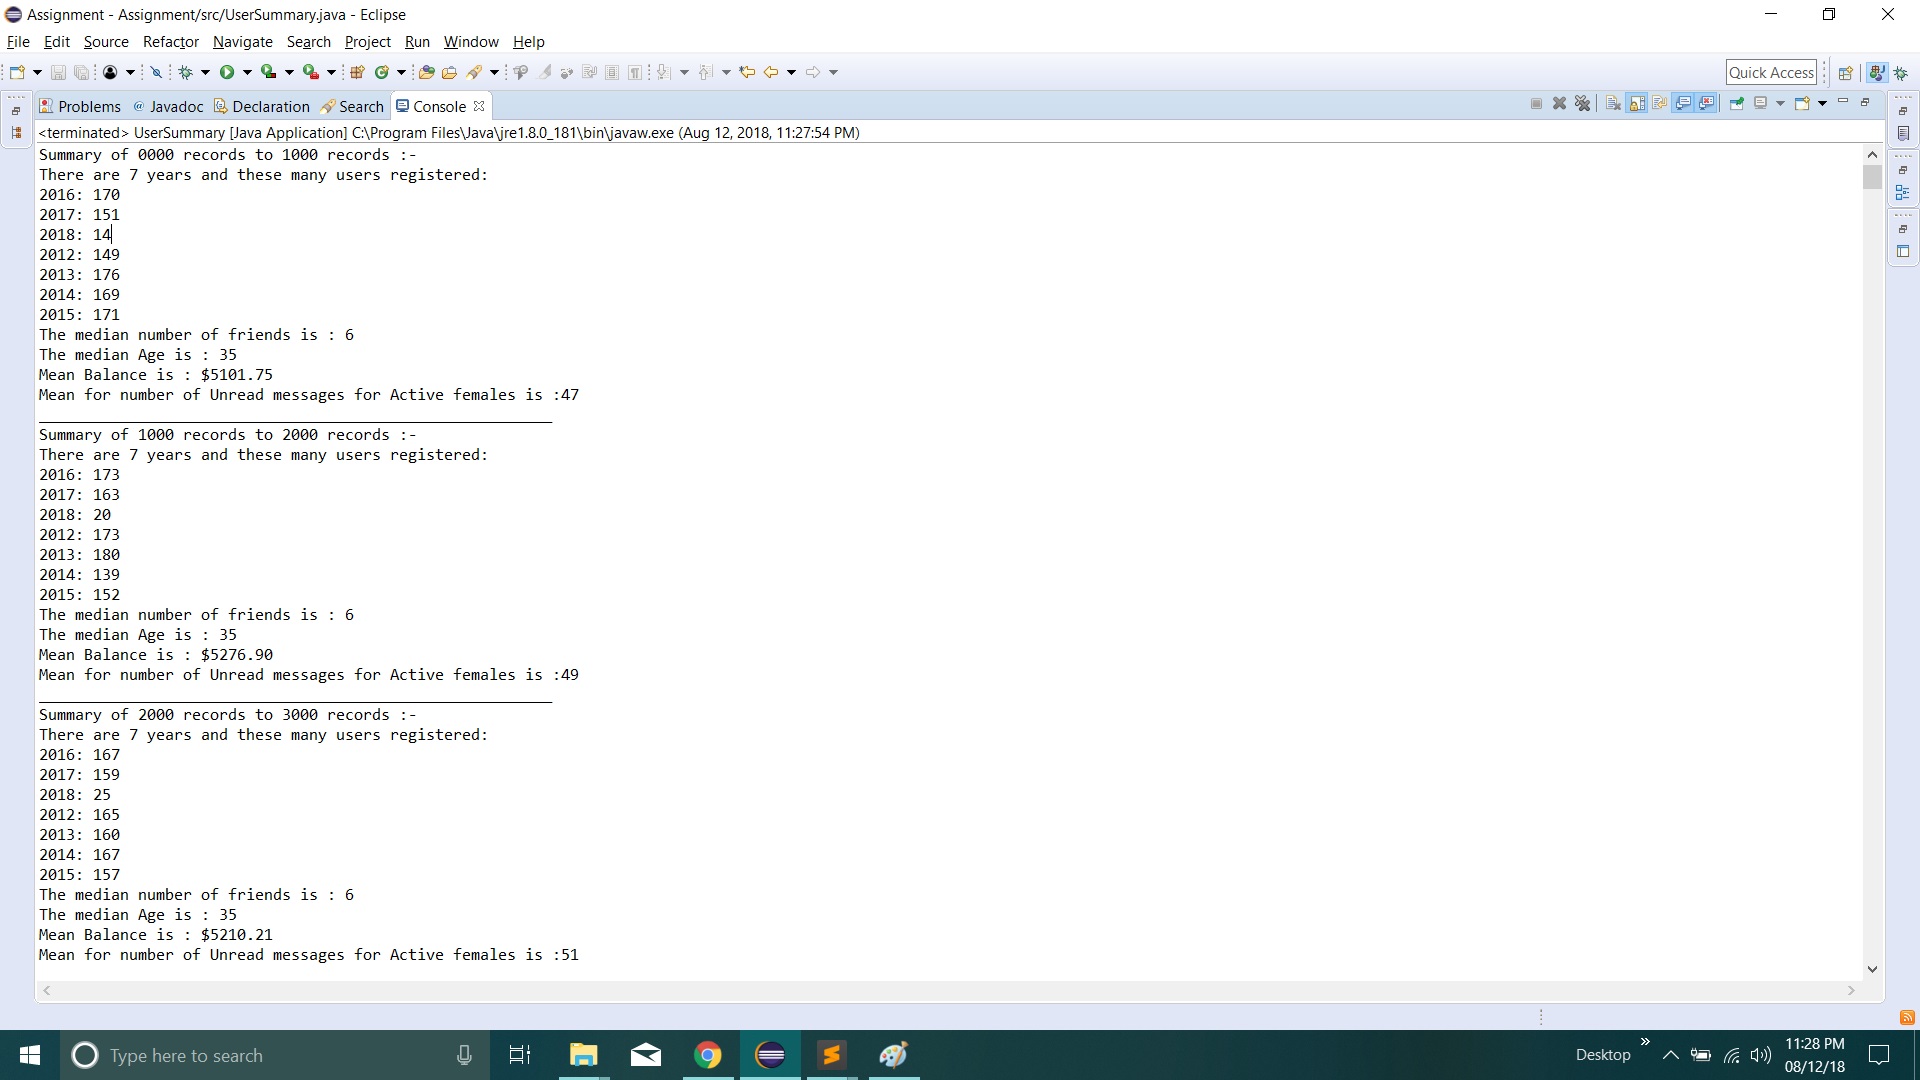 Assignment - Assignment/src/UserSummary.java - Eclipse
File Edit Source Refactor Navigate Search Project Run Window Help
Quick Access
Problems @ Javadoc Declaration Search Console
<terminated> UserSummary [Java Application] C:\Program Files\Java\jre1.8.0_181\bin\javaw.exe (Aug 12, 2018, 11:27:54 PM)
Summary of 0000 records to 1000 records :-
There are 7 years and these many users registered:
2016: 170
2017: 151
2018: 14
2012: 149
2013: 176
2014: 169
2015: 171
The median number of friends is : 6
The median Age is : 35
Mean Balance is : $5101.75
Mean for number of Unread messages for Active females is :47
_________________________________________________________
Summary of 1000 records to 2000 records :-
There are 7 years and these many users registered:
2016: 173
2017: 163
2018: 20
2012: 173
2013: 180
2014: 139
2015: 152
The median number of friends is : 6
The median Age is : 35
Mean Balance is : $5276.90
Mean for number of Unread messages for Active females is :49
_________________________________________________________
Summary of 2000 records to 3000 records :-
There are 7 years and these many users registered:
2016: 167
2017: 159
2018: 25
2012: 165
2013: 160
2014: 167
2015: 157
The median number of friends is : 6
The median Age is : 35
Mean Balance is : $5210.21
Mean for number of Unread messages for Active females is :51
Type here to search
Desktop
11:28 PM
08/12/18